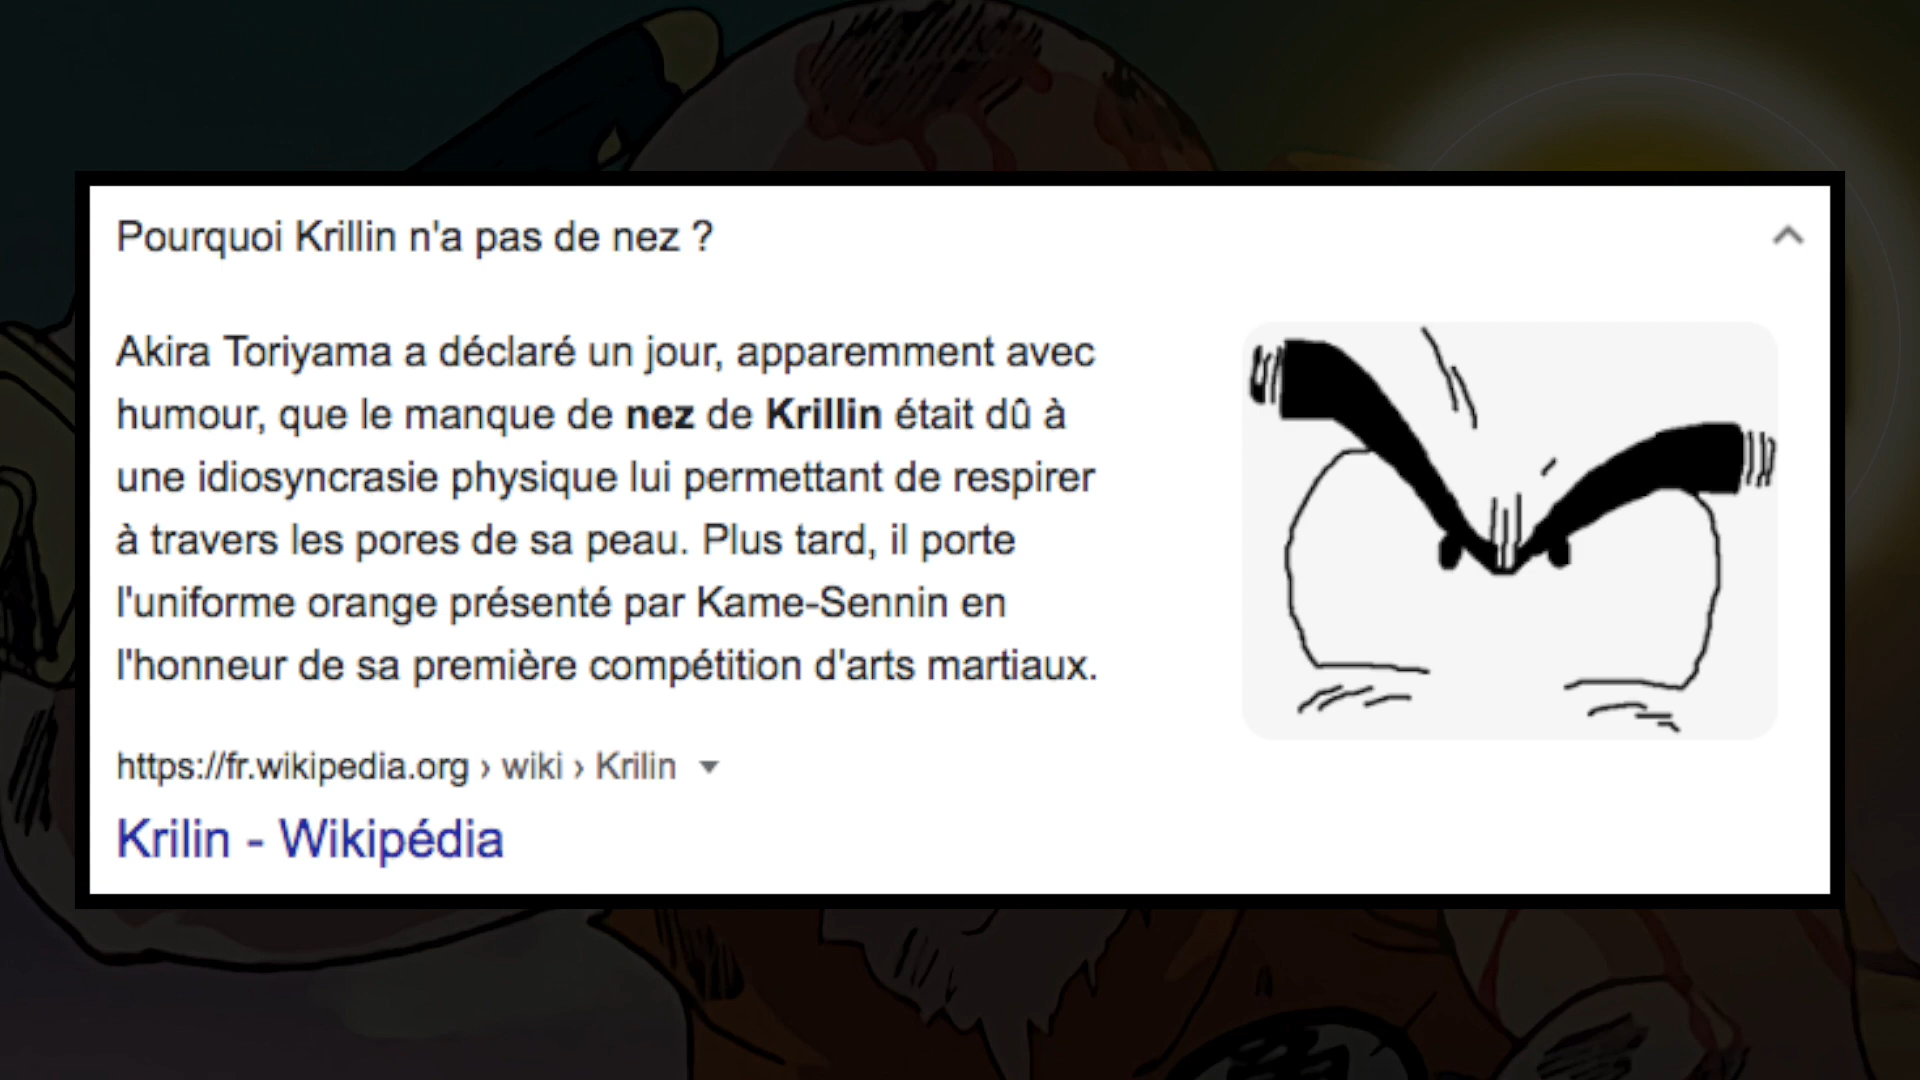 Pourquoi Krillin n'a pas de nez ?
Akira Toriyama a déclaré un jour, apparemment avec
humour, que le manque de nez de Krillin était dû à
une idiosyncrasie physique lui permettant de respirer
à travers les pores de sa peau. Plus tard, il porte
l'uniforme orange présenté par Kame-Sennin en
l'honneur de sa première compétition d'arts martiaux.
https://fr.wikipedia.org › wiki › Krilin
Krilin - Wikipédia